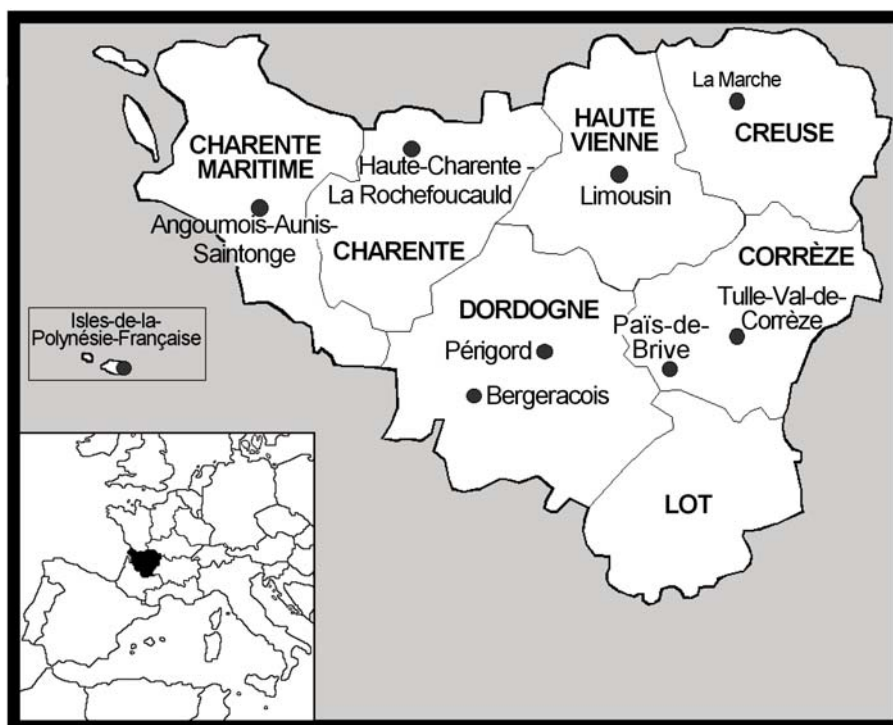 La Marche
CREUSE
HAUTE
VIENNE
Limousin
CHARENTE
MARITIME
Haute-Charente -
La Rochefoucauld
Angoumois-Aunis-
Saintonge
CHARENTE
CORRÈZE
Tulle-Val-de-
Corrèze
DORDOGNE
Païs-de-
Brive
Périgord
Bergeracois
Isles-de-la-
Polynésie-Française
LOT